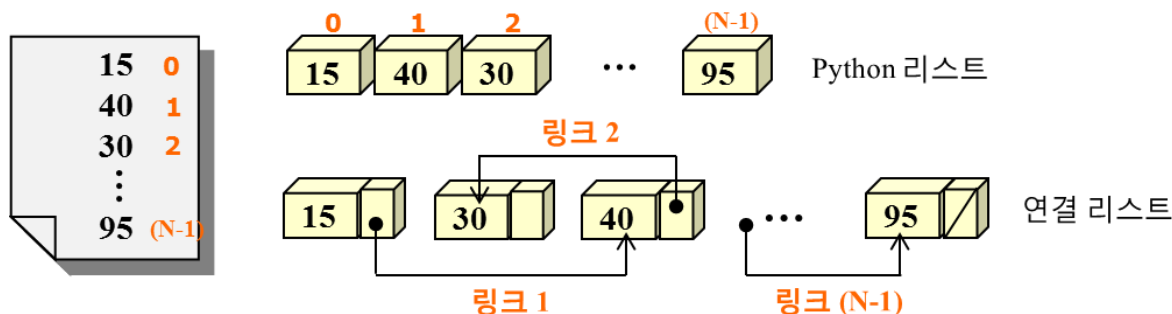 15 0
40 1
30 2
⋮
95 (N-1)
0 1 2 (N-1)
15 40 30 ... 95 Python 리스트
링크 2
15 30 40 ... 95 연결 리스트
링크 1 링크 (N-1)